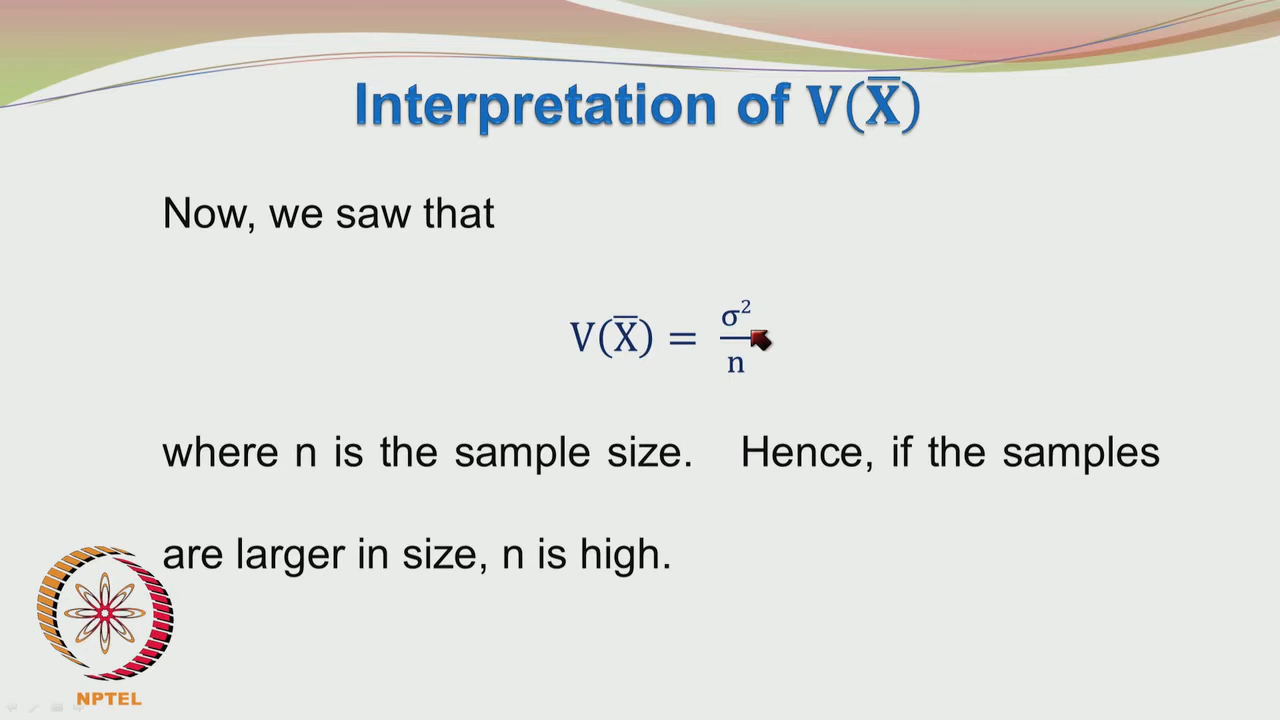 Interpretation of V(X̅)
Now, we saw that
V(X̅) = σ²/n
where n is the sample size. Hence, if the samples
are larger in size, n is high.
NPTEL